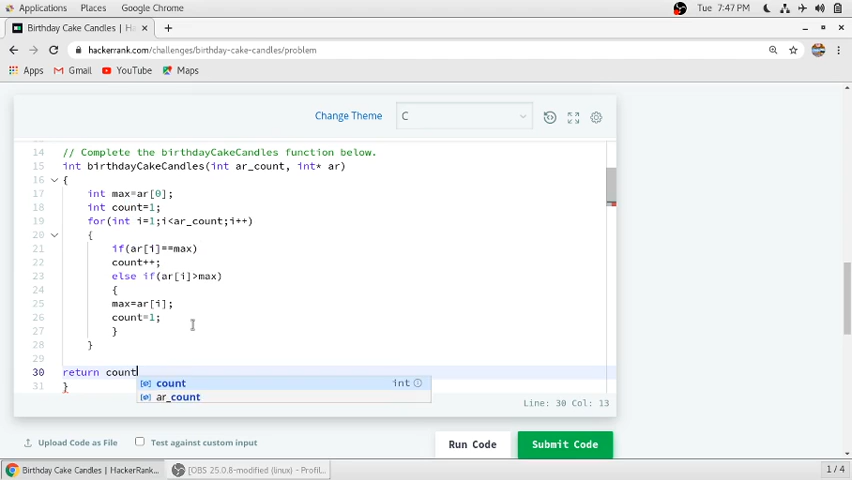 Applications Places Google Chrome Tue 7:47 PM
Birthday Cake Candles | Ha
hackerrank.com/challenges/birthday-cake-candles/problem
Apps Gmail YouTube Maps
Change Theme C
14 // Complete the birthdayCakeCandles function below.
15 int birthdayCakeCandles(int ar_count, int* ar)
16 {
17 int max=ar[0];
18 int count=1;
19 for(int i=1;i<ar_count;i++)
20 {
21 if(ar[i]==max)
22 count++;
23 else if(ar[i]>max)
24 {
25 max=ar[i];
26 count=1;
27 }
28 }
29
30 return count
31 }
count int
ar_count
Line: 30 Col: 13
Upload Code as File Test against custom input Run Code Submit Code
Birthday Cake Candles | HackerRank... [OBS 25.0.8-modified (linux) - Profil... 1 / 4